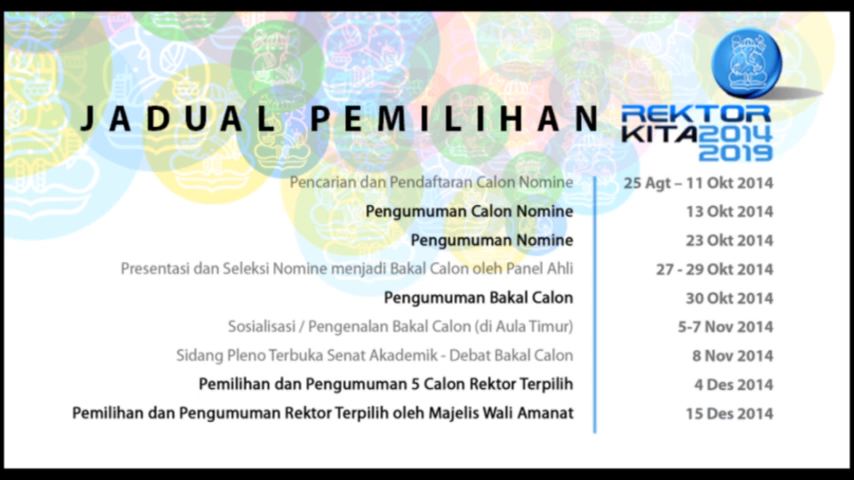 JADUAL PEMILIHAN
REKTOR
KITA2014
2019
Pencarian dan Pendaftaran Calon Nomine 25 Agt – 11 Okt 2014
Pengumuman Calon Nomine 13 Okt 2014
Pengumuman Nomine 23 Okt 2014
Presentasi dan Seleksi Nomine menjadi Bakal Calon oleh Panel Ahli 27 - 29 Okt 2014
Pengumuman Bakal Calon 30 Okt 2014
Sosialisasi / Pengenalan Bakal Calon (di Aula Timur) 5-7 Nov 2014
Sidang Pleno Terbuka Senat Akademik - Debat Bakal Calon 8 Nov 2014
Pemilihan dan Pengumuman 5 Calon Rektor Terpilih 4 Des 2014
Pemilihan dan Pengumuman Rektor Terpilih oleh Majelis Wali Amanat 15 Des 2014